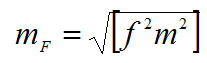 m_F = √[f²m²]